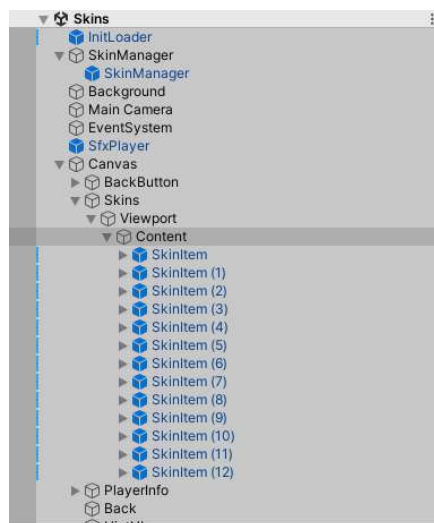 Skins
InitLoader
SkinManager
SkinManager
Background
Main Camera
EventSystem
SfxPlayer
Canvas
BackButton
Skins
Viewport
Content
SkinItem
SkinItem (1)
SkinItem (2)
SkinItem (3)
SkinItem (4)
SkinItem (5)
SkinItem (6)
SkinItem (7)
SkinItem (8)
SkinItem (9)
SkinItem (10)
SkinItem (11)
SkinItem (12)
PlayerInfo
Back